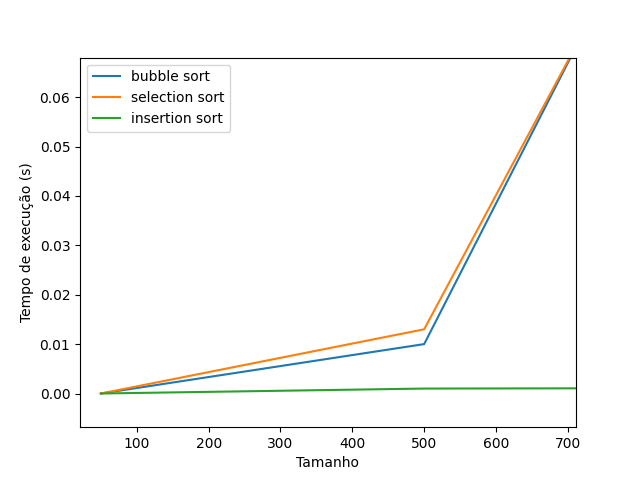 bubble sort
selection sort
insertion sort
Tempo de execução (s)
0.06
0.05
0.04
0.03
0.02
0.01
0.00
100 200 300 400 500 600 700
Tamanho